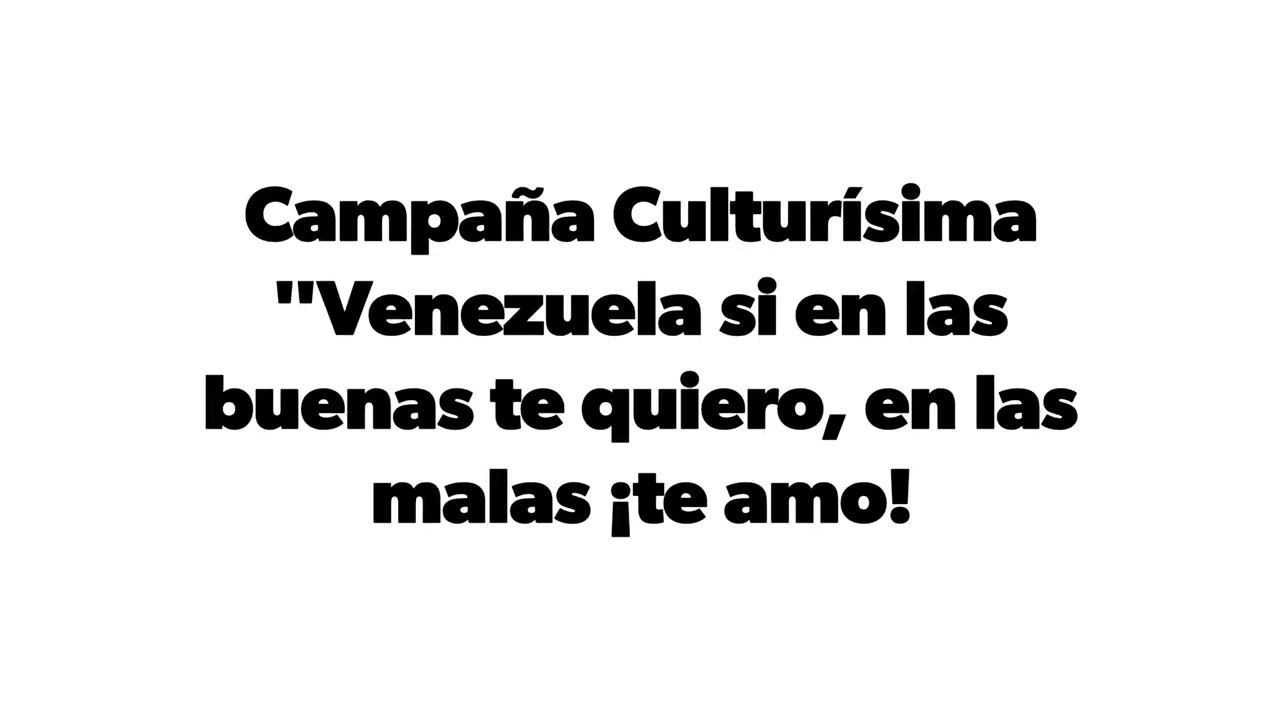 Campaña Culturísima
"Venezuela si en las
buenas te quiero, en las
malas ¡te amo!